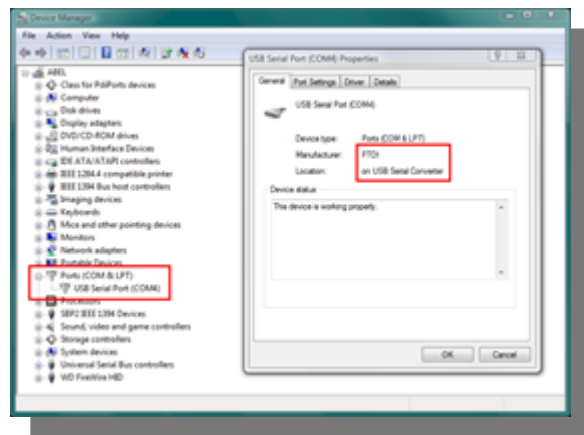 Device Manager
File Action View Help
ABEL
Class for PdiPorts devices
Computer
Disk drives
Display adapters
DVD/CD-ROM drives
Human Interface Devices
IDE ATA/ATAPI controllers
IEEE 1284.4 compatible printer
IEEE 1394 Bus host controllers
Imaging devices
Keyboards
Mice and other pointing devices
Monitors
Network adapters
Portable Devices
Ports (COM & LPT)
USB Serial Port (COM4)
Processors
SBP2 IEEE 1394 Devices
Sound, video and game controllers
Storage controllers
System devices
Universal Serial Bus controllers
WD FireWire HID
USB Serial Port (COM4) Properties
General Port Settings Driver Details
USB Serial Port (COM4)
Device type: Ports (COM & LPT)
Manufacturer: FTDI
Location: on USB Serial Converter
Device status
This device is working properly.
OK Cancel